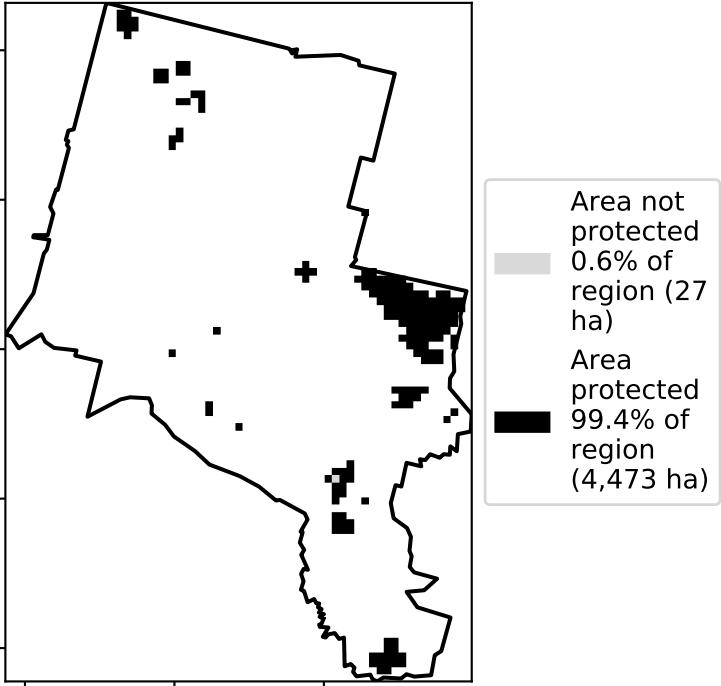 Area not
protected
0.6% of
region (27
ha)
Area
protected
99.4% of
region
(4,473 ha)